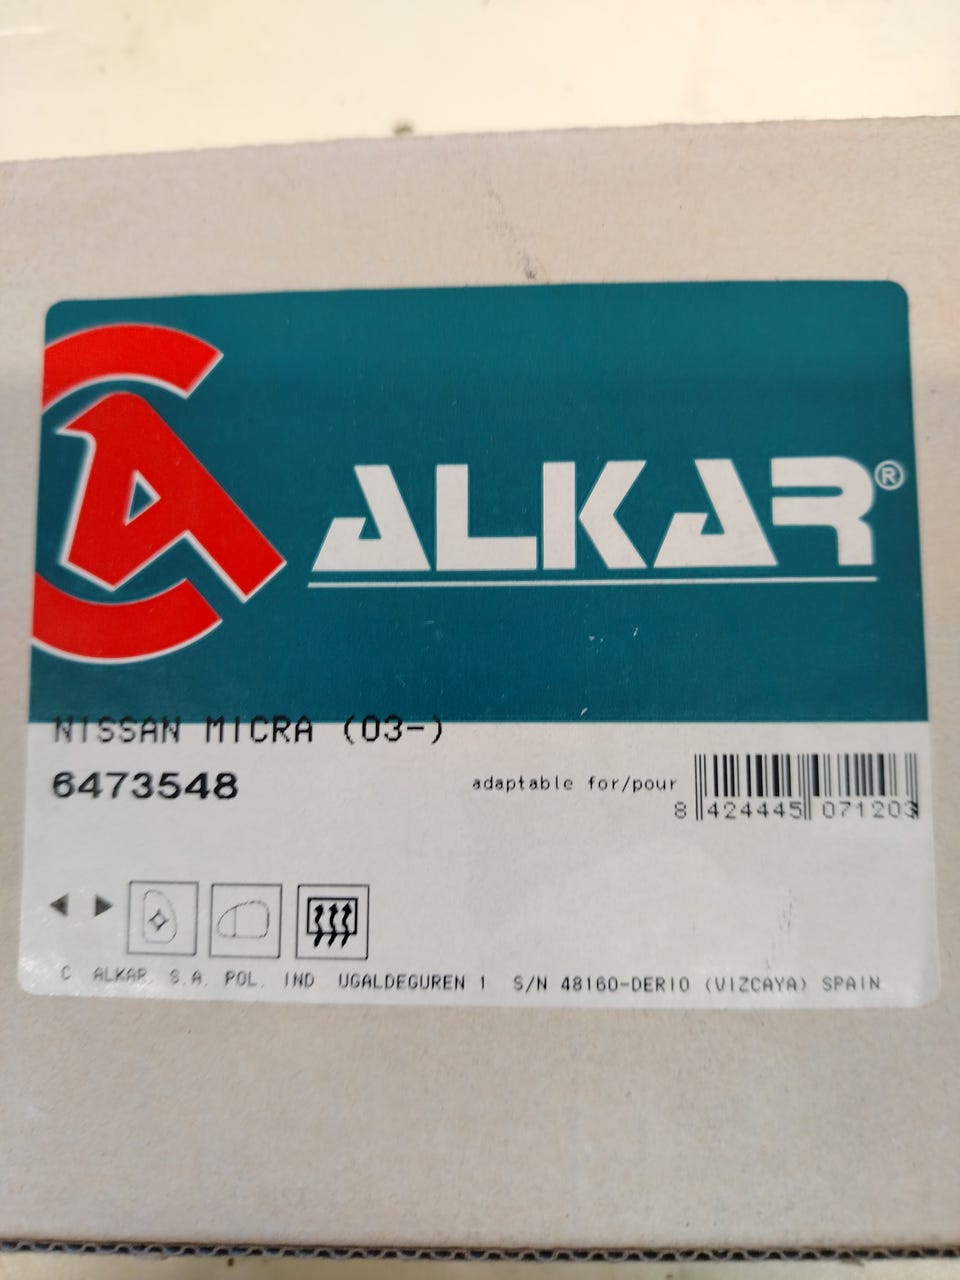 ALKAR®
NISSAN MICRA (03-)
6473548
adaptable for/pour
8 424445 071203
C ALKAR S.A. POL. IND UGALDEGUREN 1 S/N 48160-DERIO (VIZCAYA) SPAIN